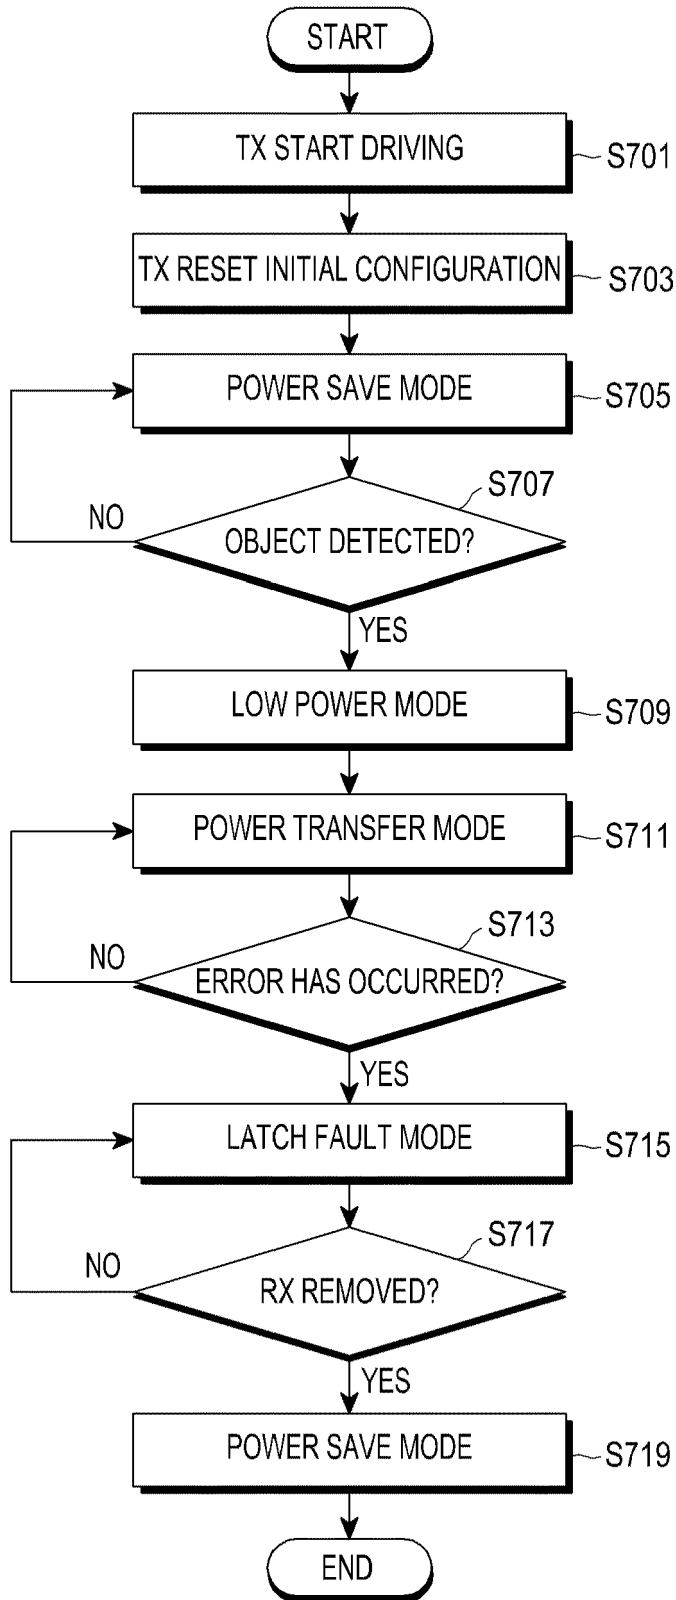 START
TX START DRIVING
S701
TX RESET INITIAL CONFIGURATION
S703
POWER SAVE MODE
S705
S707
NO
OBJECT DETECTED?
YES
LOW POWER MODE
S709
POWER TRANSFER MODE
S711
S713
NO
ERROR HAS OCCURRED?
YES
LATCH FAULT MODE
S715
S717
NO
RX REMOVED?
YES
POWER SAVE MODE
S719
END